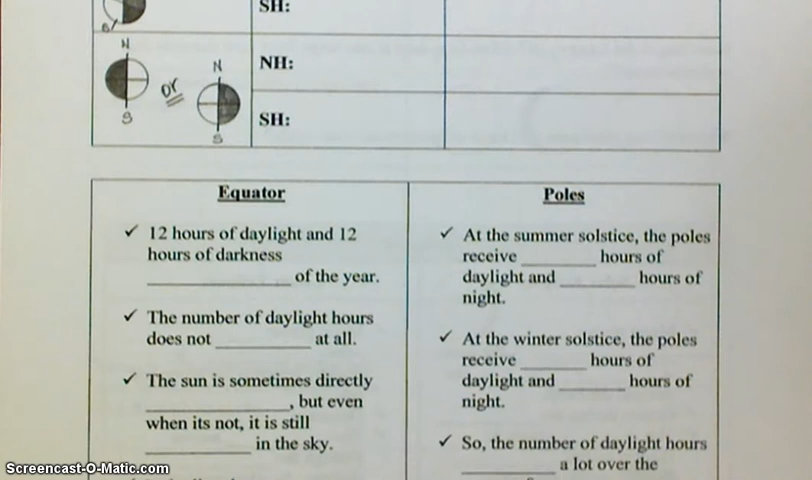 SH:
N
N
NH:
or
S
S
SH:
Equator
✓ 12 hours of daylight and 12
hours of darkness
_______________ of the year.
✓ The number of daylight hours
does not __________ at all.
✓ The sun is sometimes directly
_______________, but even
when its not, it is still
___________ in the sky.
Poles
✓ At the summer solstice, the poles
receive ________ hours of
daylight and ________ hours of
night.
✓ At the winter solstice, the poles
receive _______ hours of
daylight and _______ hours of
night.
✓ So, the number of daylight hours
__________ a lot over the
Screencast-O-Matic.com